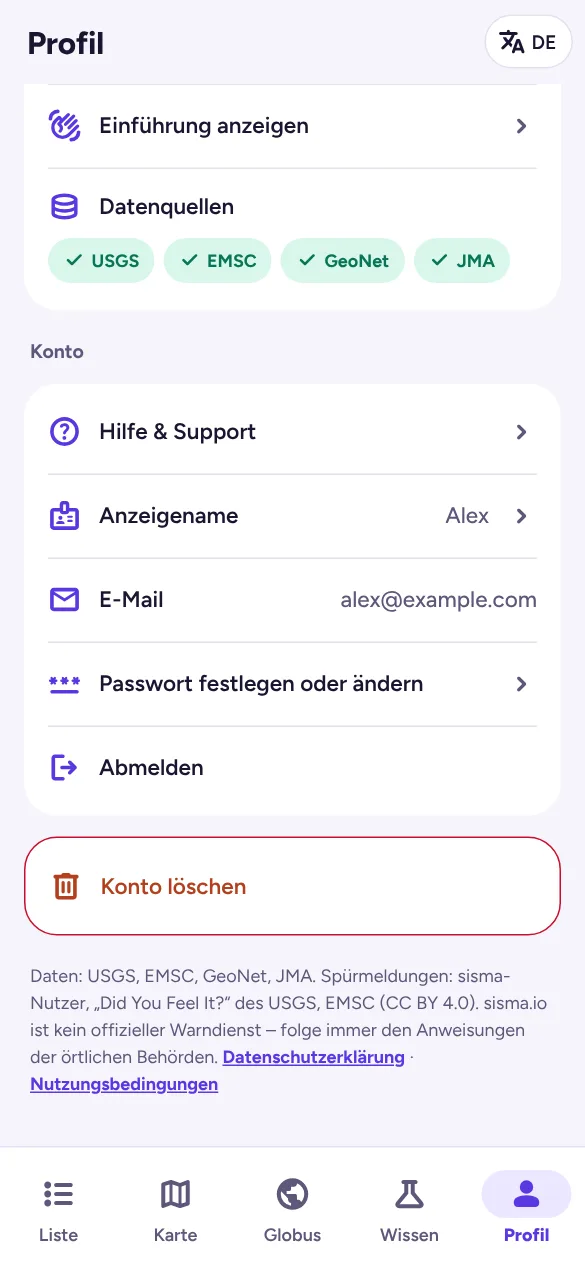 Profil
DE
Einführung anzeigen
Datenquellen
USGS
EMSC
GeoNet
JMA
Konto
Hilfe & Support
Anzeigename
Alex
E-Mail
alex@example.com
Passwort festlegen oder ändern
Abmelden
Konto löschen
Daten: USGS, EMSC, GeoNet, JMA. Spürmeldungen: sisma-
Nutzer, „Did You Feel It?“ des USGS, EMSC (CC BY 4.0). sisma.io
ist kein offizieller Warndienst – folge immer den Anweisungen
der örtlichen Behörden. Datenschutzerklärung ·
Nutzungsbedingungen
Liste
Karte
Globus
Wissen
Profil